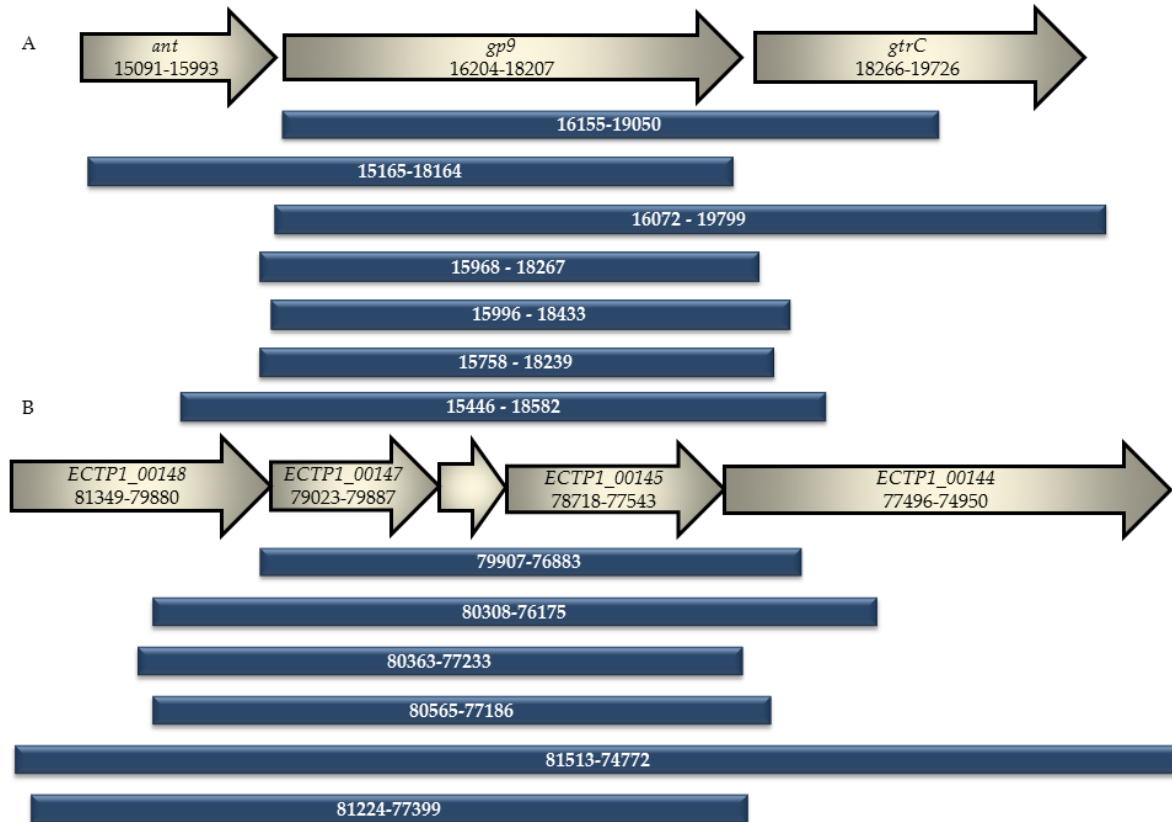 A
ant
15091-15993
gp9
16204-18207
gtrC
18266-19726
16155-19050
15165-18164
16072 - 19799
15968 - 18267
15996 - 18433
15758 - 18239
15446 - 18582
B
ECTP1_00148
81349-79880
ECTP1_00147
79023-79887
ECTP1_00145
78718-77543
ECTP1_00144
77496-74950
79907-76883
80308-76175
80363-77233
80565-77186
81513-74772
81224-77399